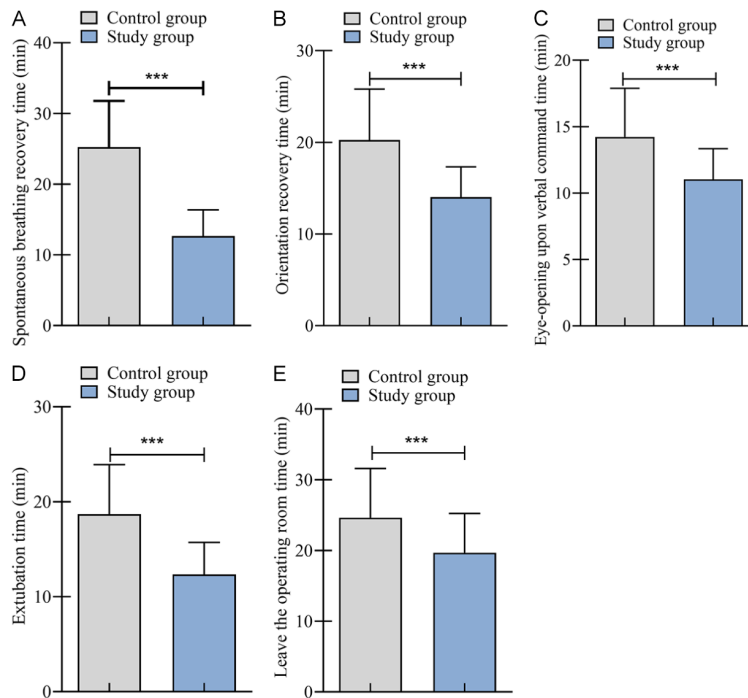 A
Control group
Study group
Spontaneous breathing recovery time (min)
40
30
20
10
0
***
B
Control group
Study group
Orientation recovery time (min)
30
20
10
0
***
C
Control group
Study group
Eye-opening upon verbal command time (min)
20
15
10
5
0
***
D
Control group
Study group
Extubation time (min)
30
20
10
0
***
E
Control group
Study group
Leave the operating room time (min)
40
30
20
10
0
***